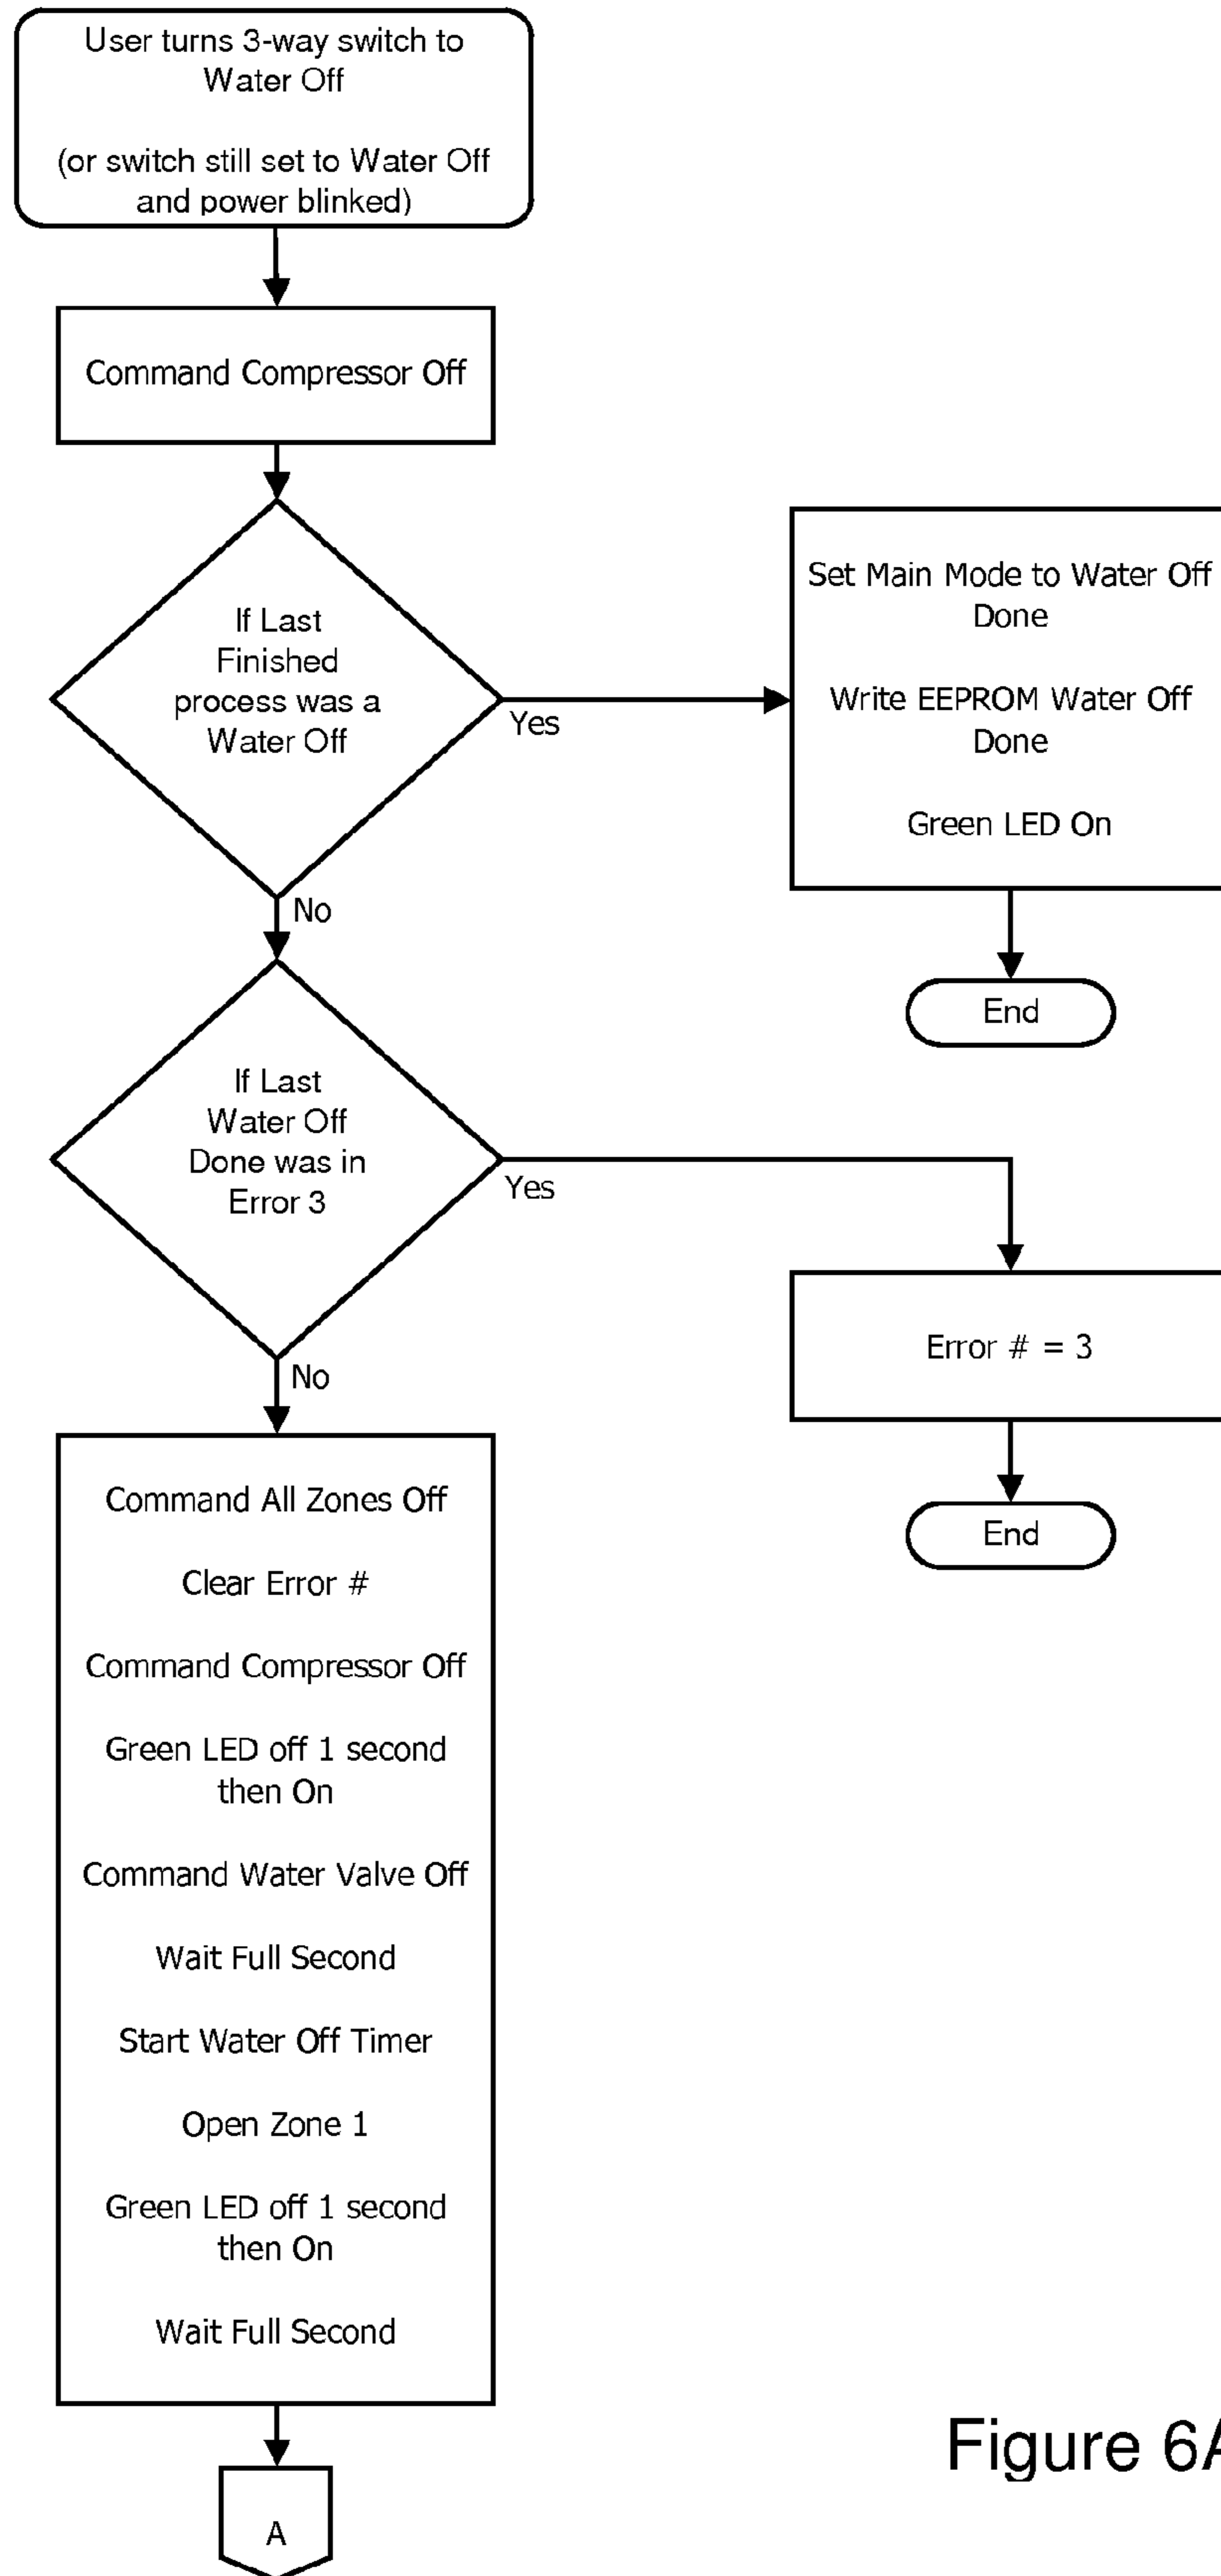 User turns 3-way switch to
Water Off
(or switch still set to Water Off
and power blinked)
Command Compressor Off
If Last
Finished
process was a
Water Off
Yes
Set Main Mode to Water Off
Done
Write EEPROM Water Off
Done
Green LED On
No
End
If Last
Water Off
Done was in
Error 3
Yes
Error # = 3
No
End
Command All Zones Off
Clear Error #
Command Compressor Off
Green LED off 1 second
then On
Command Water Valve Off
Wait Full Second
Start Water Off Timer
Open Zone 1
Green LED off 1 second
then On
Wait Full Second
A
Figure 6A